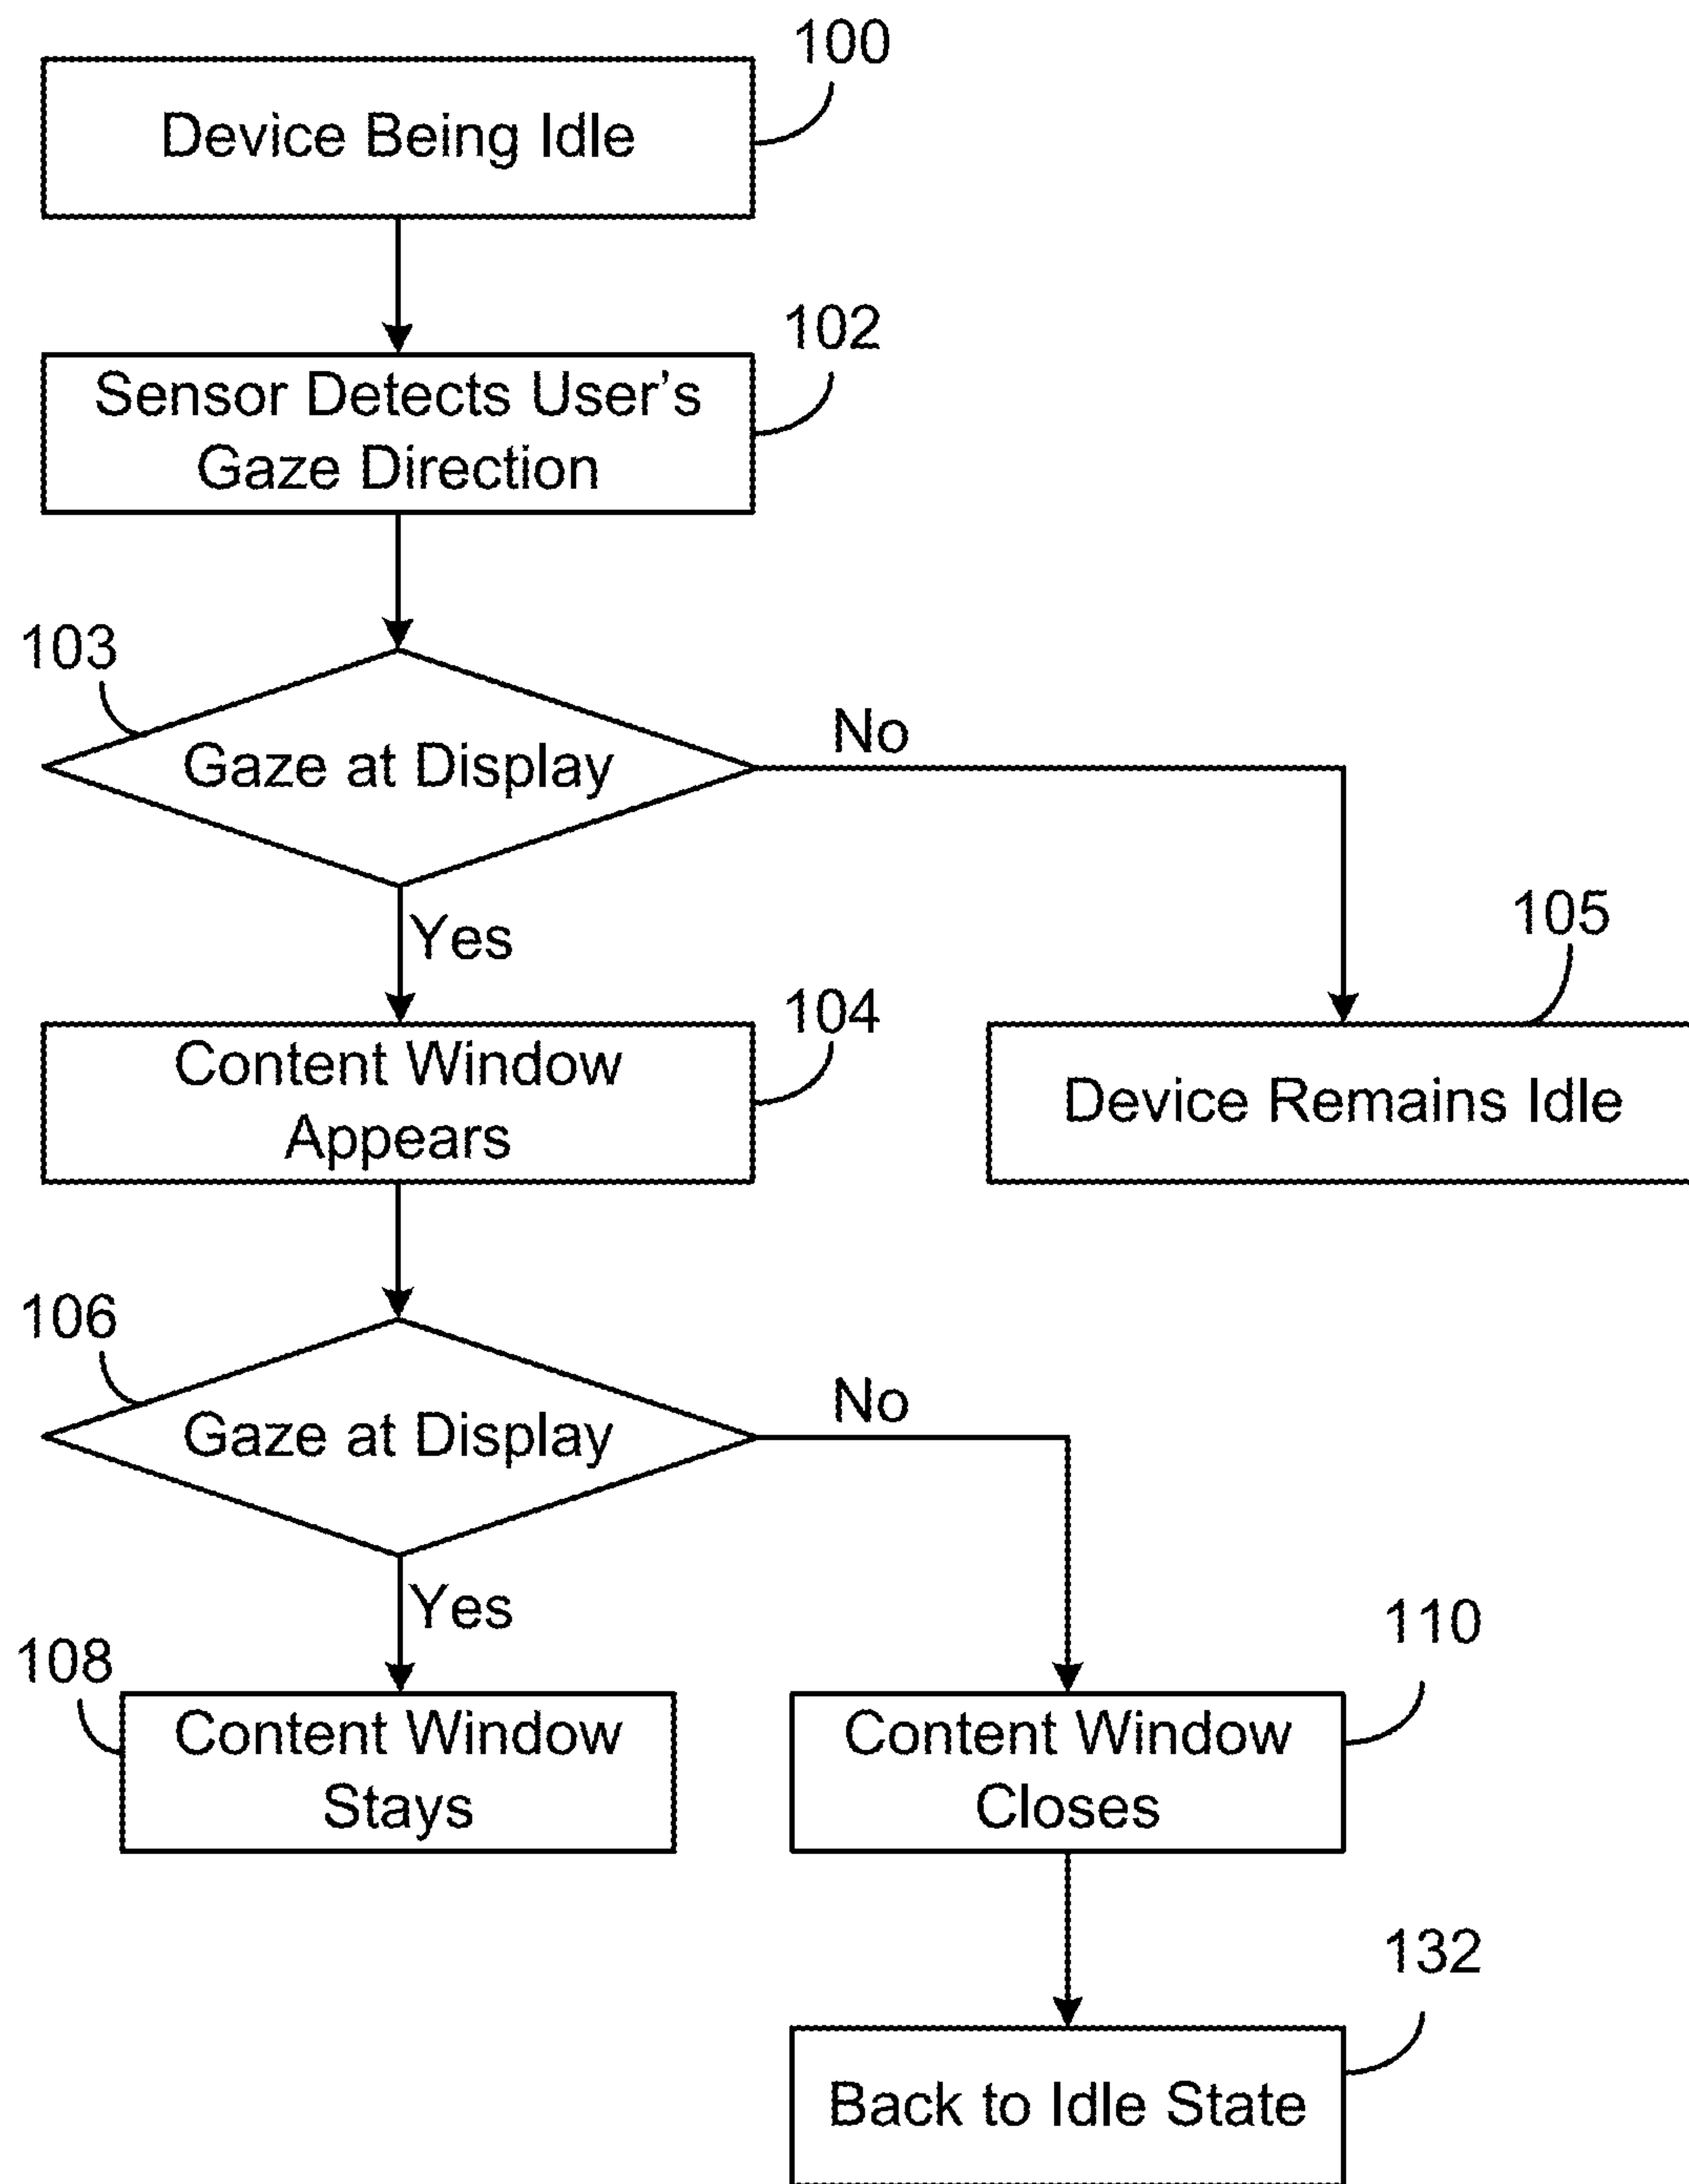 100
Device Being Idle
102
Sensor Detects User’s
Gaze Direction
103
Gaze at Display
No
Yes
105
104
Content Window
Appears
Device Remains Idle
106
Gaze at Display
No
Yes
110
108
Content Window
Stays
Content Window
Closes
132
Back to Idle State